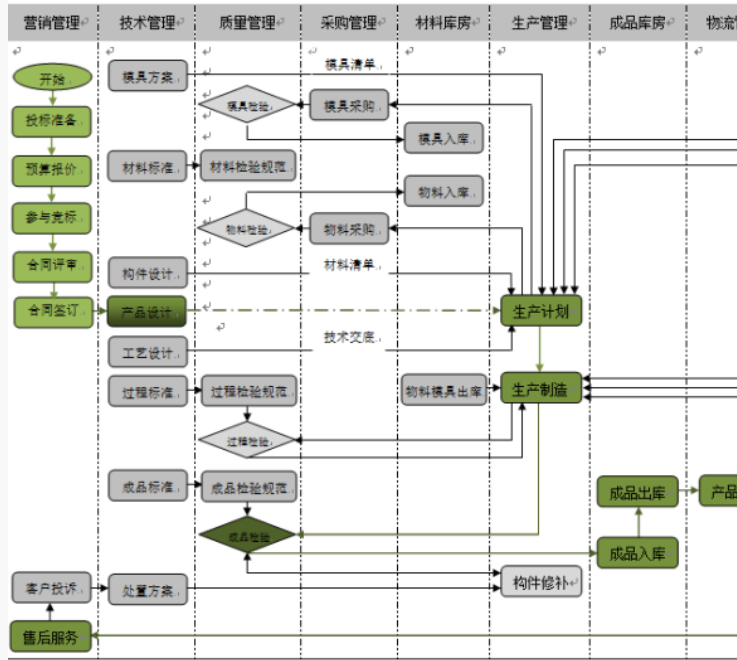 营销管理 技术管理 质量管理 采购管理 材料库房 生产管理 成品库房 物流
开始 模具方案 模具清单
模具检验 模具采购
投标准备
模具入库
预算报价 材料标准 材料检验规范
物料入库
参与竞标 物料检验 物料采购
合同评审 构件设计 材料清单
合同签订 产品设计 生产计划
工艺设计 技术交底
过程标准 过程检验规范 物料模具出库 生产制造
过程检验
成品标准 成品检验规范 成品出库 产品
成品检验
成品入库
客户投诉 处置方案 构件修补
售后服务